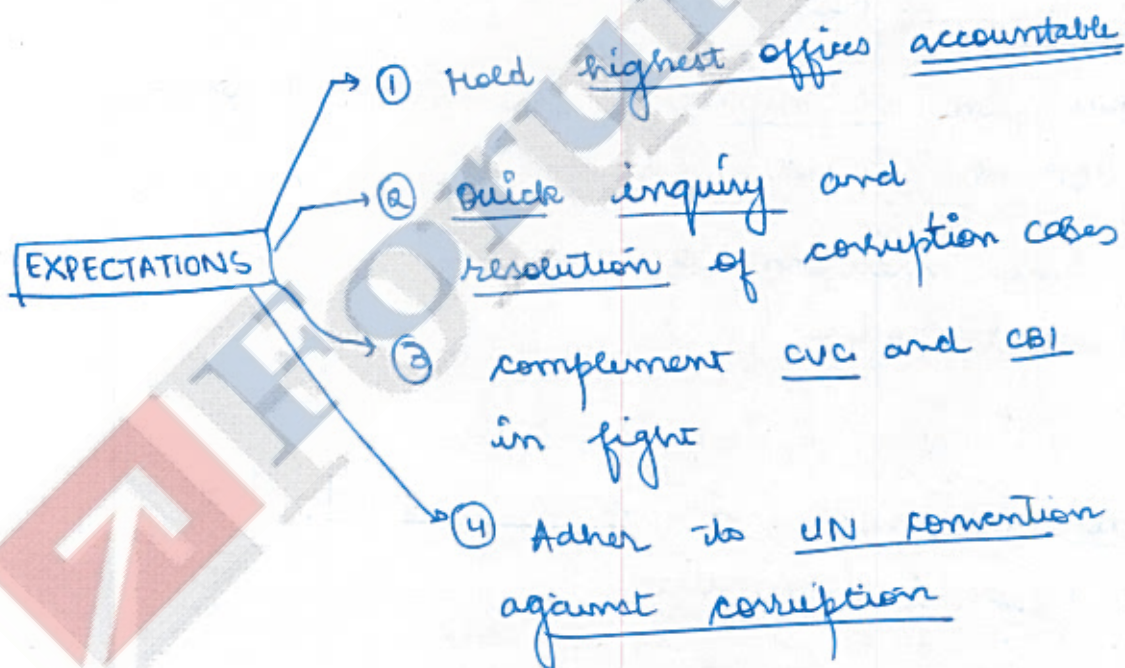 ① Hold highest offices accountable
② Quick inquiry and
EXPECTATIONS
resolution of corruption cases
③ complement CVC and CBI
in fight
④ Adher to UN convention
against corruption
Forum